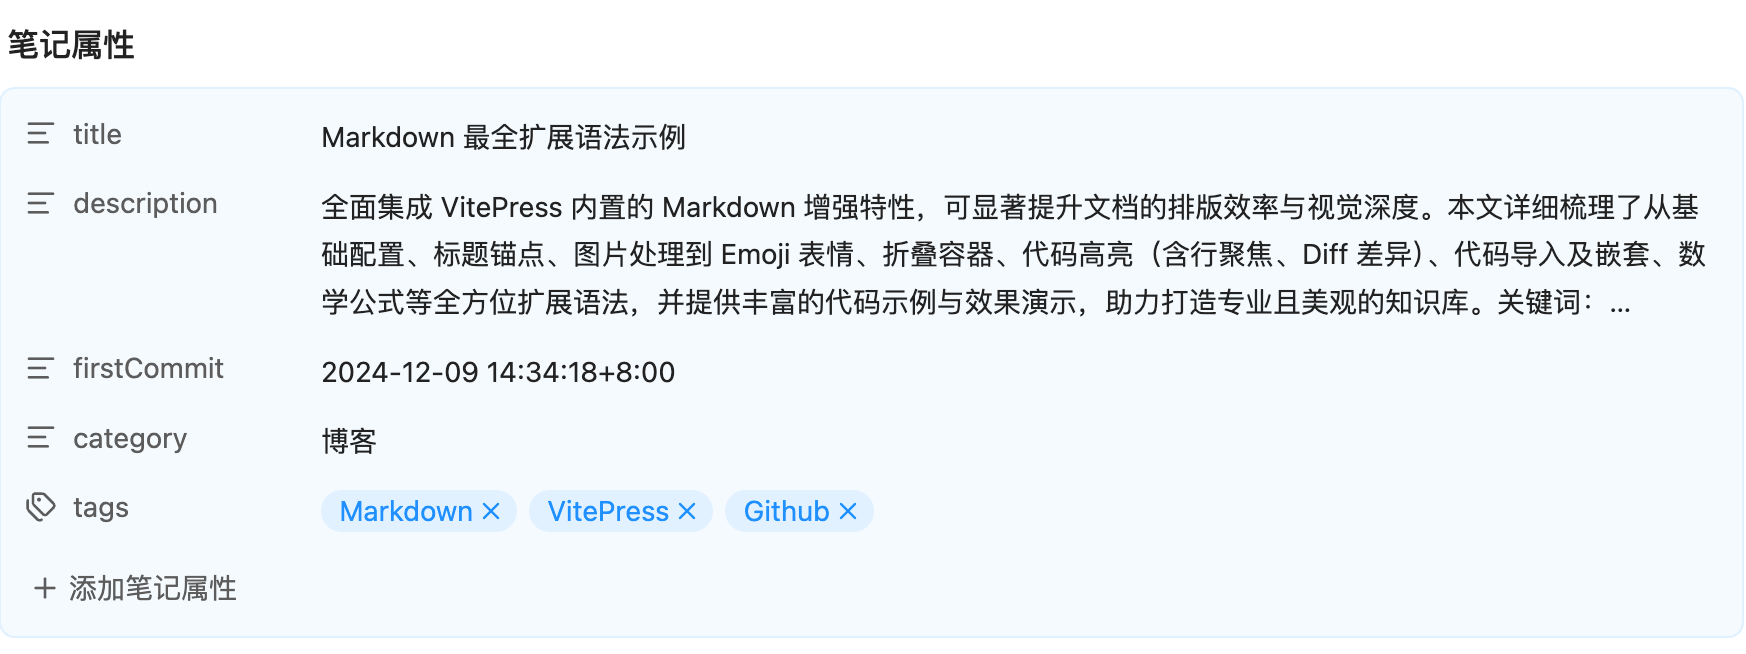 笔记属性
title
Markdown 最全扩展语法示例
description
全面集成 VitePress 内置的 Markdown 增强特性，可显著提升文档的排版效率与视觉深度。本文详细梳理了从基
础配置、标题锚点、图片处理到 Emoji 表情、折叠容器、代码高亮（含行聚焦、Diff 差异）、代码导入及嵌套、数
学公式等全方位扩展语法，并提供丰富的代码示例与效果演示，助力打造专业且美观的知识库。关键词：...
firstCommit
2024-12-09 14:34:18+8:00
category
博客
tags
Markdown × VitePress × Github ×
+ 添加笔记属性